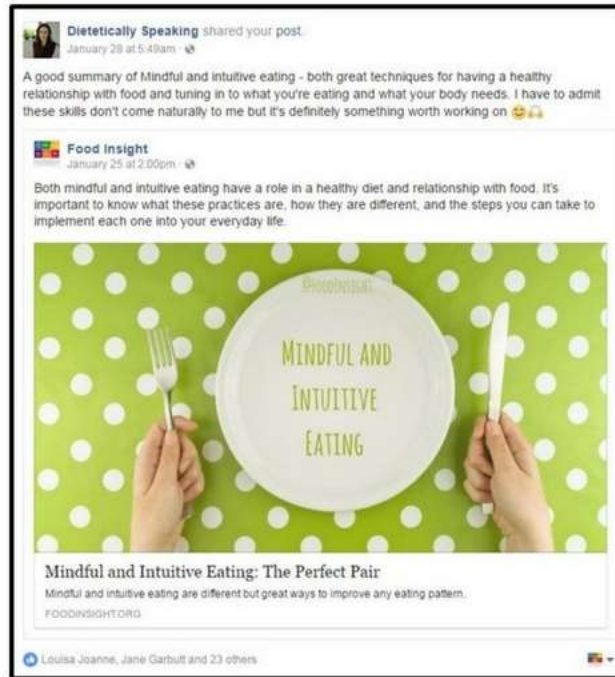 Dietetically Speaking shared your post.
January 28 at 5:49am ·
A good summary of Mindful and intuitive eating - both great techniques for having a healthy
relationship with food and tuning in to what you're eating and what your body needs. I have to admit
these skills don't come naturally to me but it's definitely something worth working on 😊🙌
Food Insight
January 25 at 2:00pm ·
Both mindful and intuitive eating have a role in a healthy diet and relationship with food. It's
important to know what these practices are, how they are different, and the steps you can take to
implement each one into your everyday life.
@FOODINSIGHT
MINDFUL AND
INTUITIVE
EATING
Mindful and Intuitive Eating: The Perfect Pair
Mindful and intuitive eating are different but great ways to improve any eating pattern.
FOODINSIGHT.ORG
Louisa Joanne, Jane Garbutt and 23 others